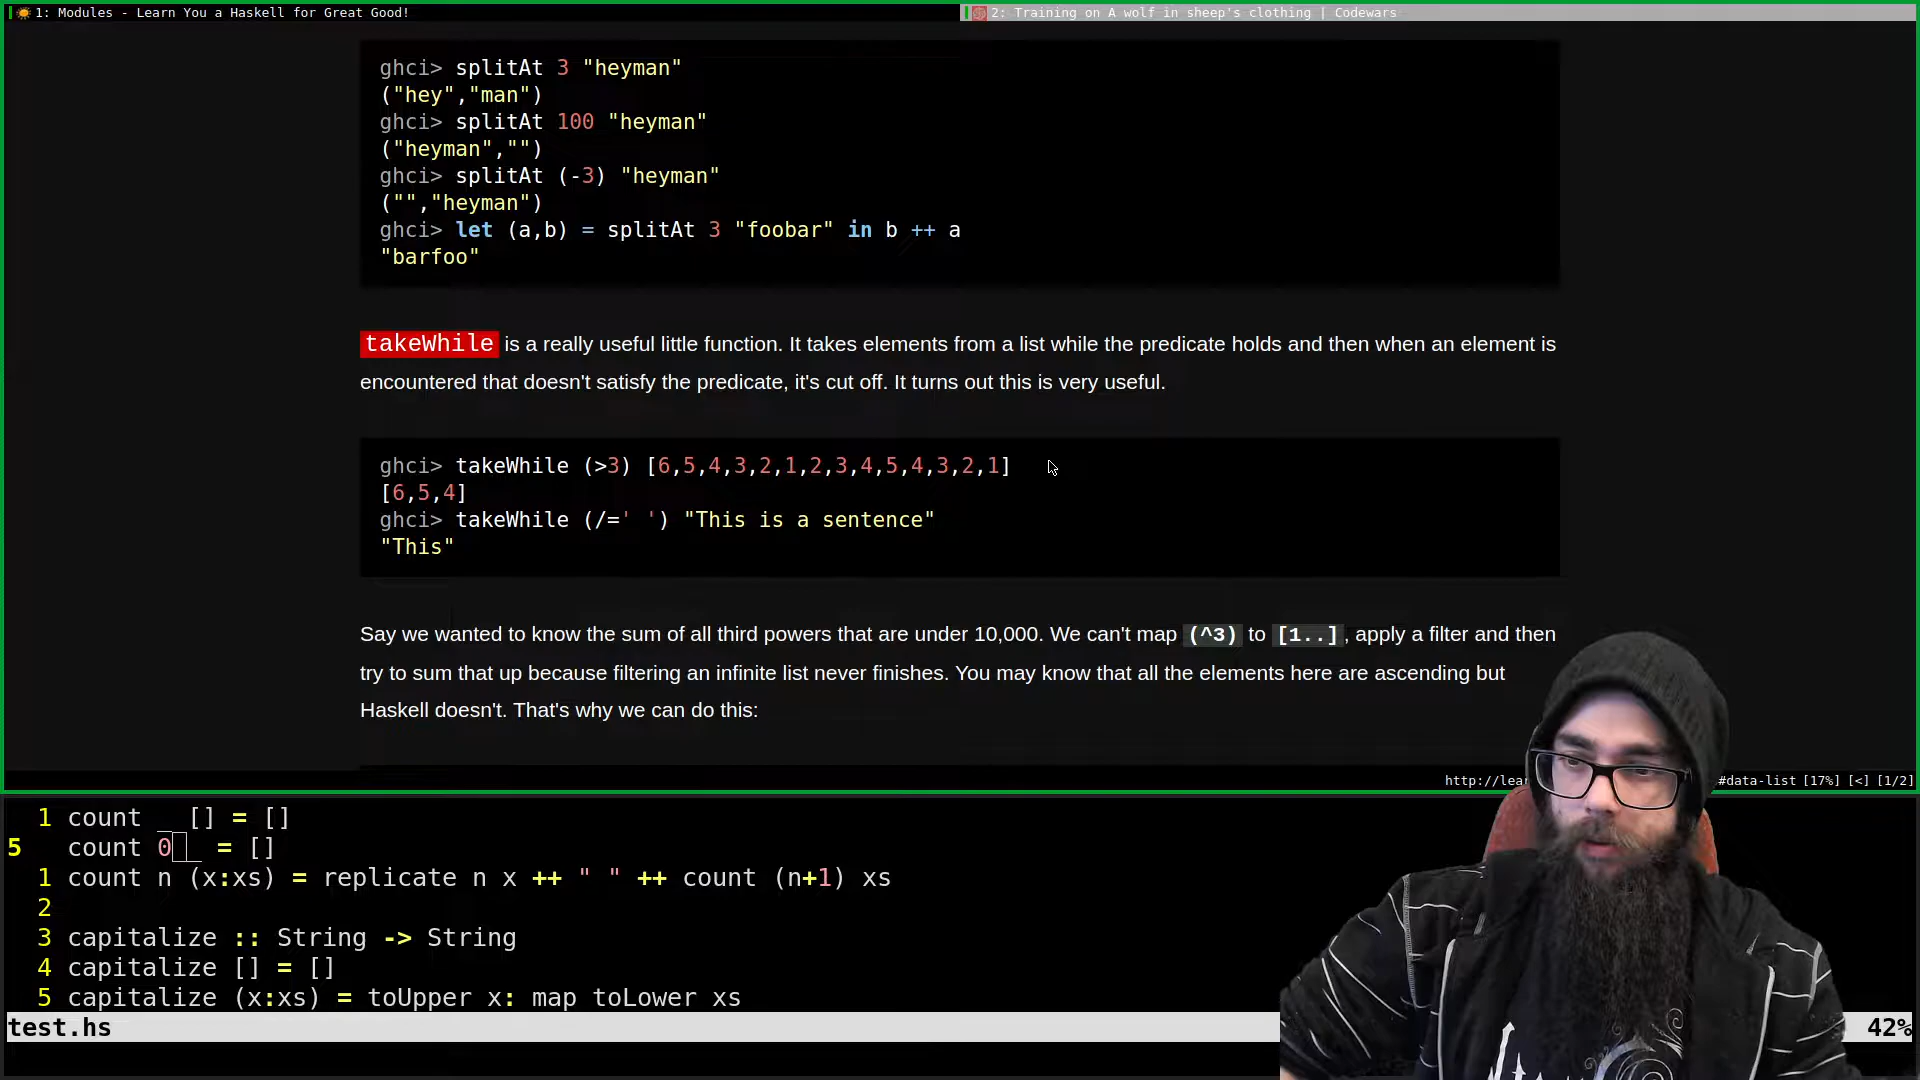 1: Modules - Learn You a Haskell for Great Good!
2: Training on A wolf in sheep's clothing | Codewars
ghci> splitAt 3 "heyman"
("hey","man")
ghci> splitAt 100 "heyman"
("heyman","")
ghci> splitAt (-3) "heyman"
("","heyman")
ghci> let (a,b) = splitAt 3 "foobar" in b ++ a
"barfoo"
takeWhile is a really useful little function. It takes elements from a list while the predicate holds and then when an element is
encountered that doesn't satisfy the predicate, it's cut off. It turns out this is very useful.
ghci> takeWhile (>3) [6,5,4,3,2,1,2,3,4,5,4,3,2,1]
[6,5,4]
ghci> takeWhile (/=' ') "This is a sentence"
"This"
Say we wanted to know the sum of all third powers that are under 10,000. We can't map (^3) to [1..], apply a filter and then
try to sum that up because filtering an infinite list never finishes. You may know that all the elements here are ascending but
Haskell doesn't. That's why we can do this:
http://lear #data-list [17%] [<] [1/2]
1 count _ [] = []
5 count 0 _ = []
1 count n (x:xs) = replicate n x ++ " " ++ count (n+1) xs
2
3 capitalize :: String -> String
4 capitalize [] = []
5 capitalize (x:xs) = toUpper x: map toLower xs
test.hs 42%